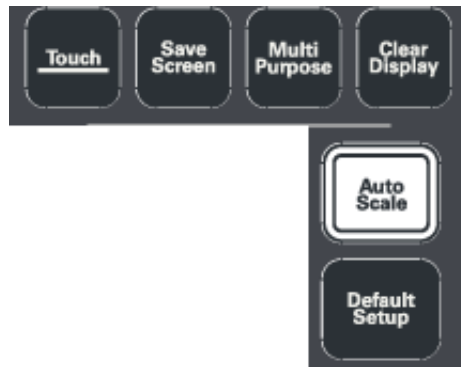 Touch
Save
Screen
Multi
Purpose
Clear
Display
Auto
Scale
Default
Setup